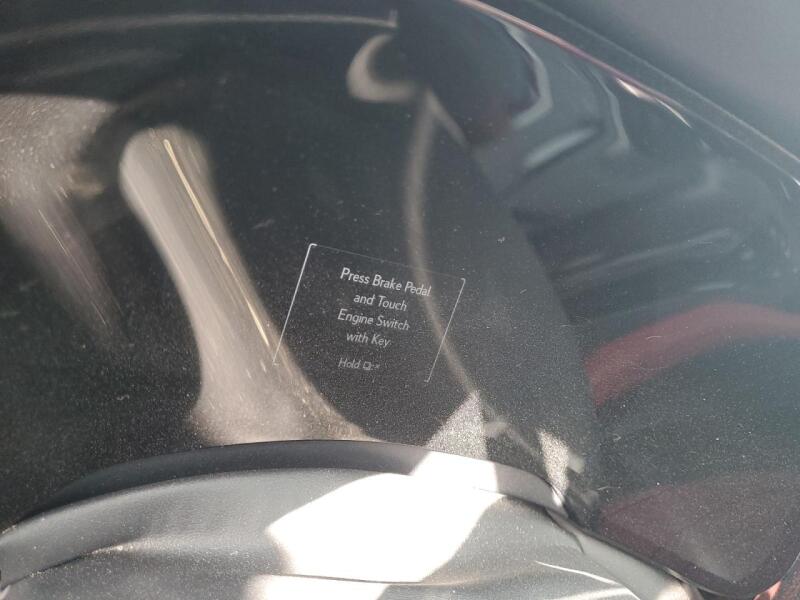 Press Brake Pedal
and Touch
Engine Switch
with Key
Hold